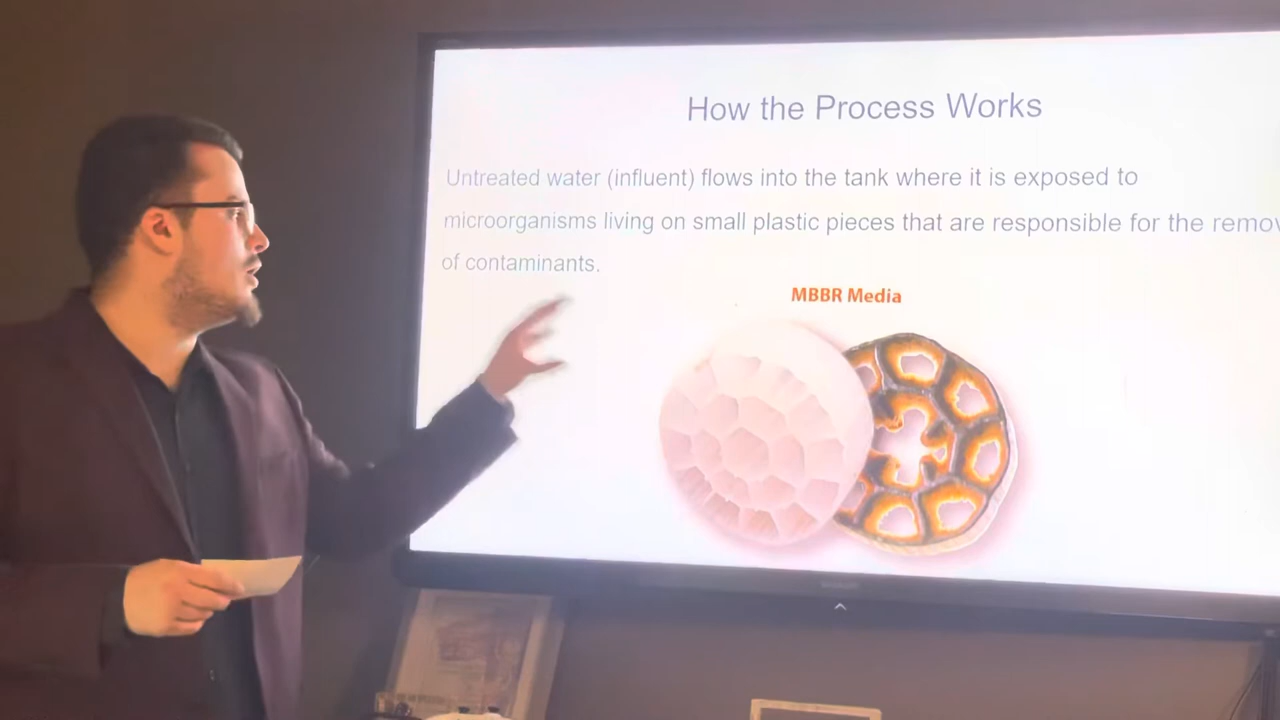 How the Process Works
Untreated water (influent) flows into the tank where it is exposed to
microorganisms living on small plastic pieces that are responsible for the remov
of contaminants.
MBBR Media